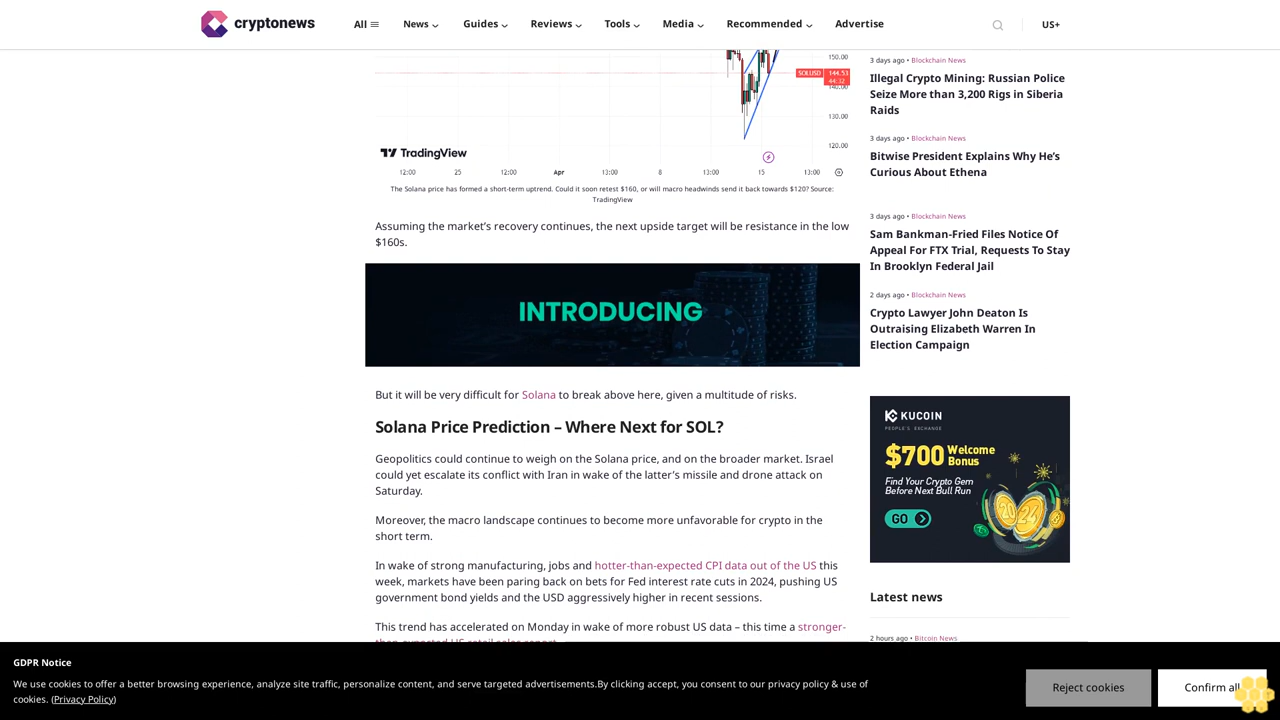 cryptonews
All
News
Guides
Reviews
Tools
Media
Recommended
Advertise
US+
150.00
SOLUSD 144.53
44:32
140.00
130.00
120.00
TradingView
12:00 25 12:00 Apr 13:00 8 13:00 15 13:00
The Solana price has formed a short-term uptrend. Could it soon retest $160, or will macro headwinds send it back towards $120? Source:
TradingView
Assuming the market's recovery continues, the next upside target will be resistance in the low
$160s.
INTRODUCING
But it will be very difficult for Solana to break above here, given a multitude of risks.
Solana Price Prediction – Where Next for SOL?
Geopolitics could continue to weigh on the Solana price, and on the broader market. Israel
could yet escalate its conflict with Iran in wake of the latter's missile and drone attack on
Saturday.
Moreover, the macro landscape continues to become more unfavorable for crypto in the
short term.
In wake of strong manufacturing, jobs and hotter-than-expected CPI data out of the US this
week, markets have been paring back on bets for Fed interest rate cuts in 2024, pushing US
government bond yields and the USD aggressively higher in recent sessions.
This trend has accelerated on Monday in wake of more robust US data – this time a stronger-
than-expected US retail sales report.
3 days ago • Blockchain News
Illegal Crypto Mining: Russian Police
Seize More than 3,200 Rigs in Siberia
Raids
3 days ago • Blockchain News
Bitwise President Explains Why He's
Curious About Ethena
3 days ago • Blockchain News
Sam Bankman-Fried Files Notice Of
Appeal For FTX Trial, Requests To Stay
In Brooklyn Federal Jail
2 days ago • Blockchain News
Crypto Lawyer John Deaton Is
Outraising Elizabeth Warren In
Election Campaign
KUCOIN
PEOPLE'S EXCHANGE
$700 Welcome
Bonus
Find Your Crypto Gem
Before Next Bull Run
GO
2024
Latest news
2 hours ago • Bitcoin News
GDPR Notice
We use cookies to offer a better browsing experience, analyze site traffic, personalize content, and serve targeted advertisements.By clicking accept, you consent to our privacy policy & use of
cookies. (Privacy Policy)
Reject cookies
Confirm all